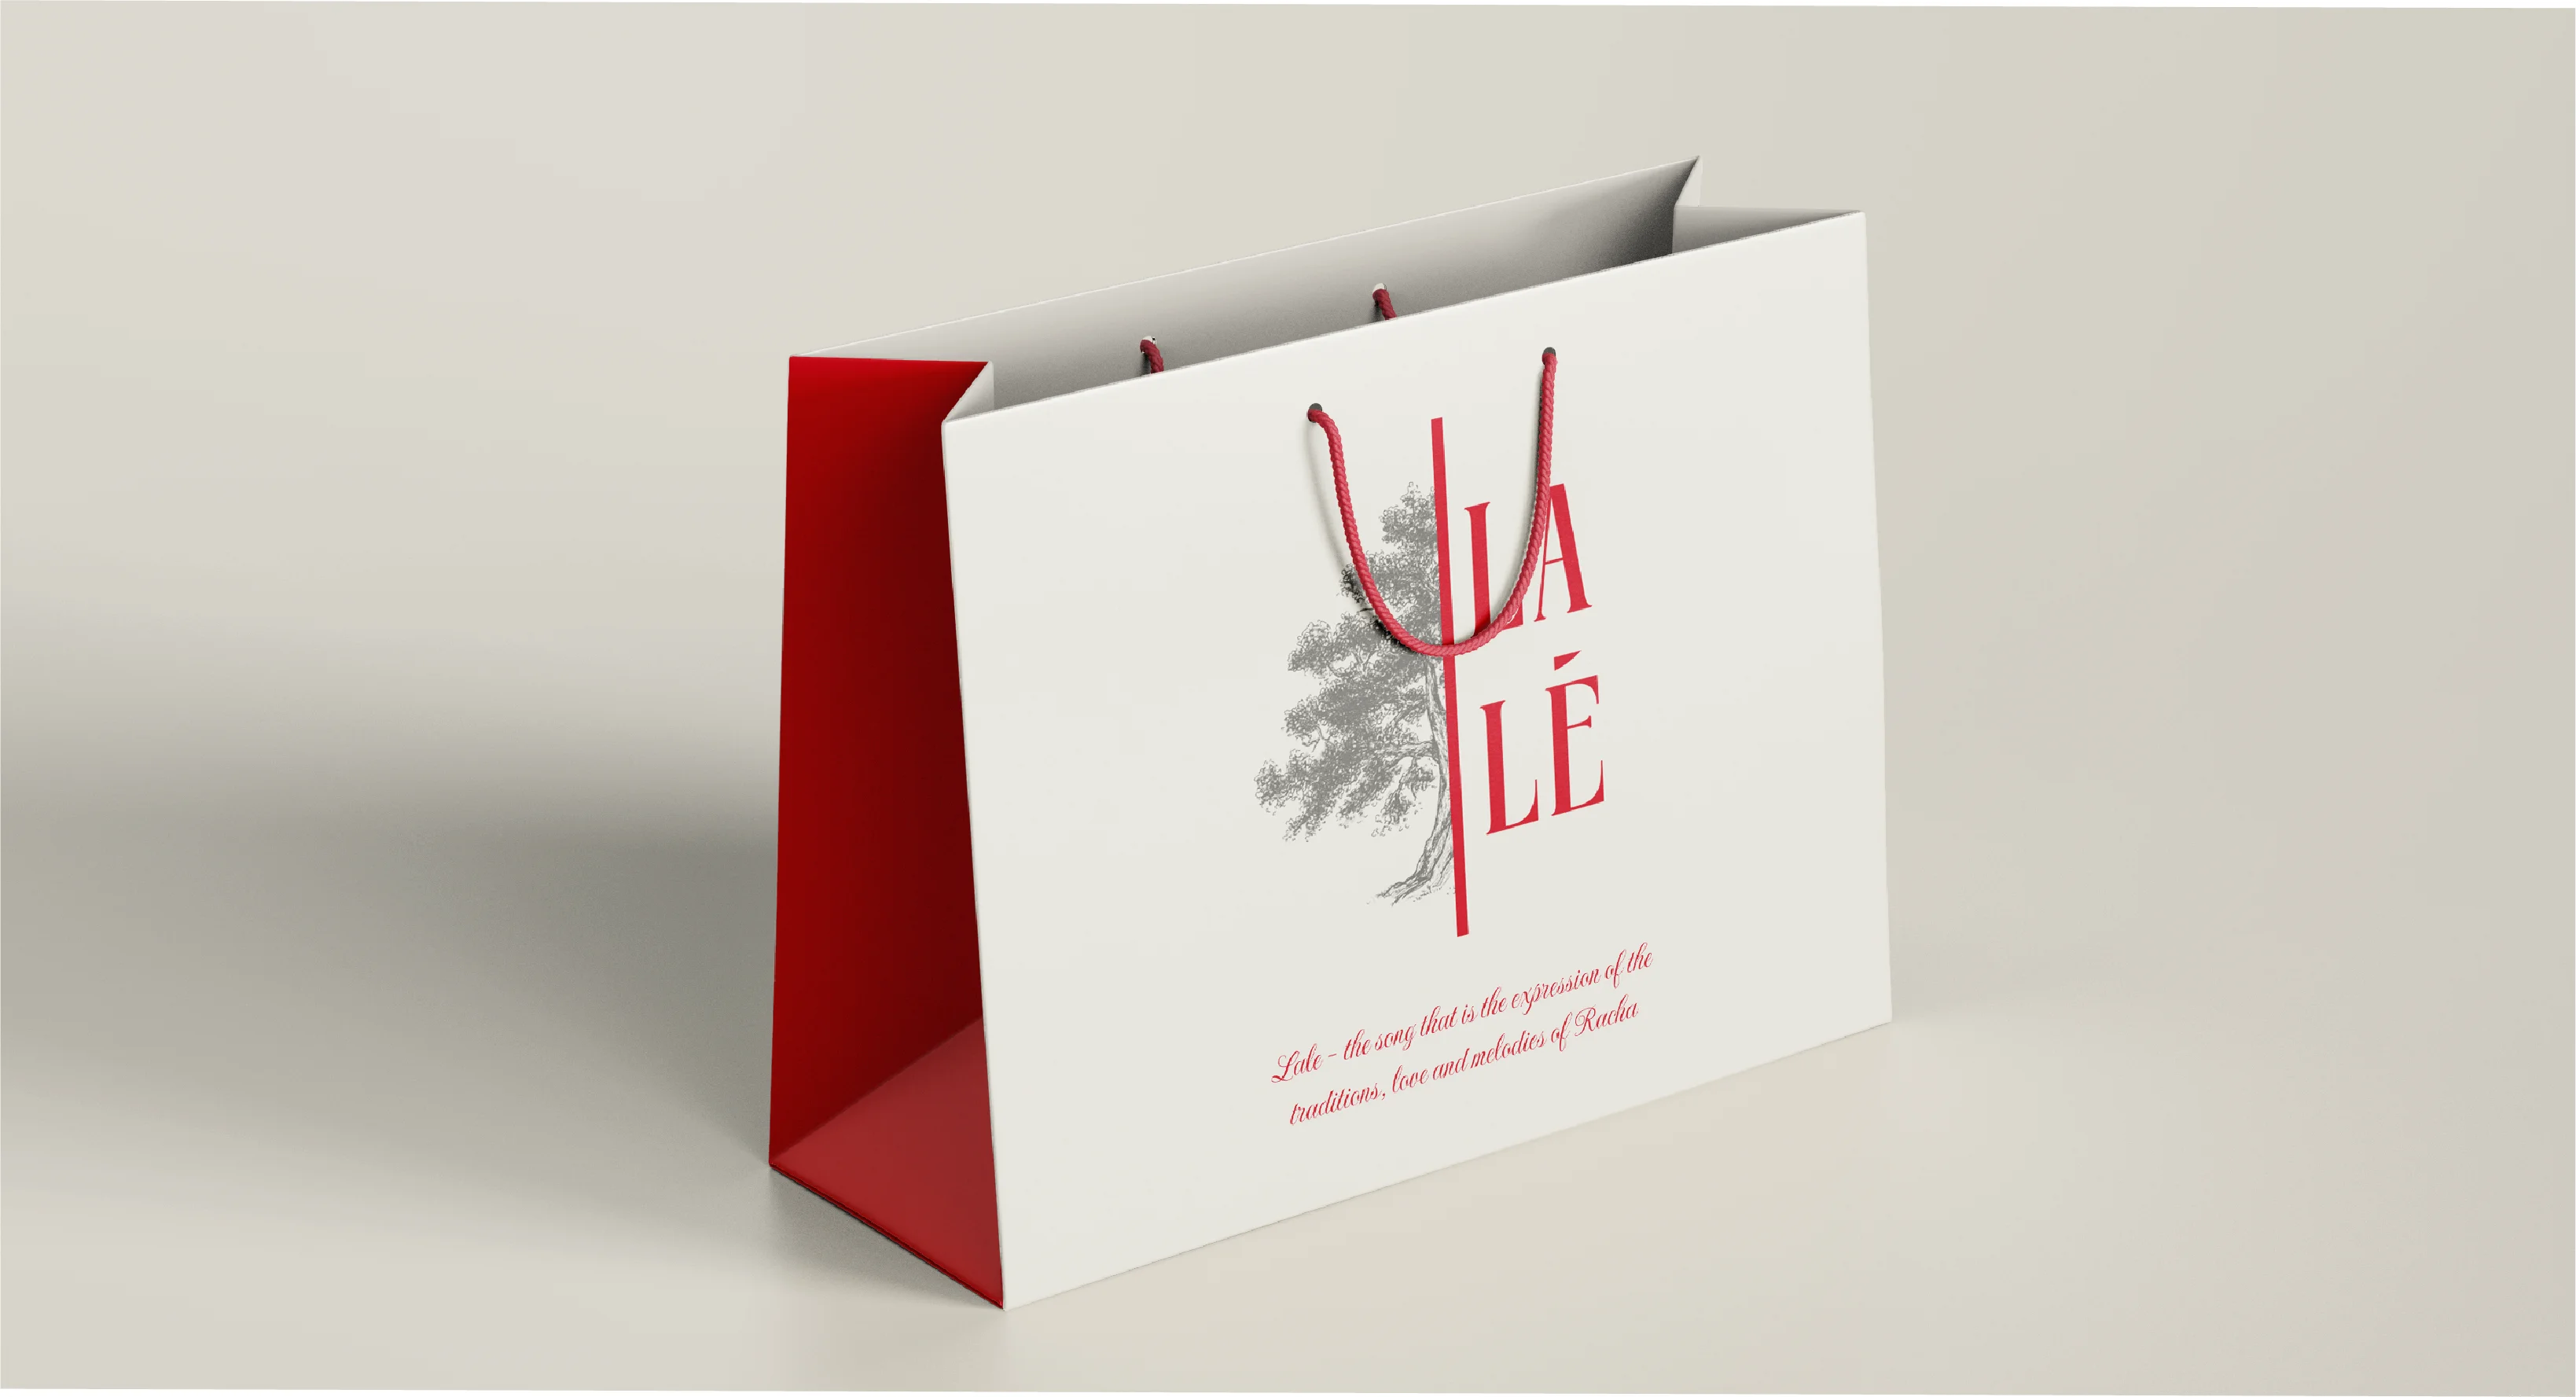 LA
LÉ
Lale - the song that is the expression of the
traditions, love and melodies of Racha